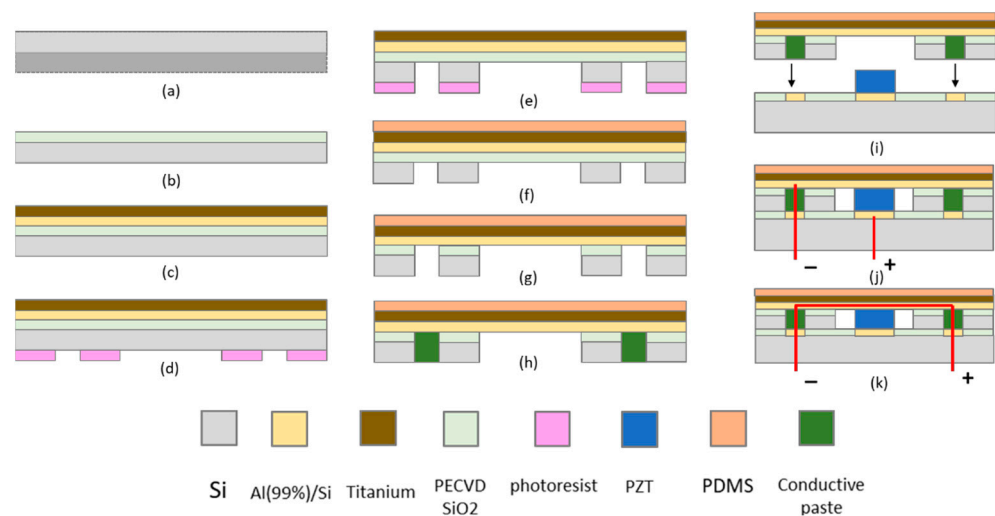 (a)
(b)
(c)
(d)
(e)
(f)
(g)
(h)
(i)
− +
(j)
− +
(k)
Si Al(99%)/Si Titanium PECVD SiO2 photoresist PZT PDMS Conductive paste